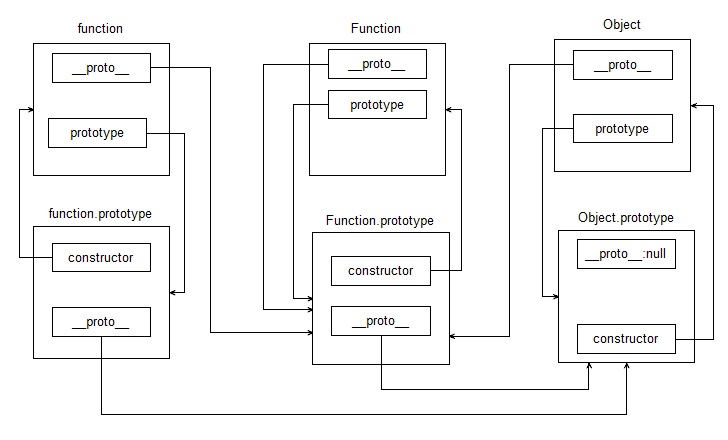 function
__proto__
prototype
function.prototype
constructor
__proto__
Function
__proto__
prototype
Function.prototype
constructor
__proto__
Object
__proto__
prototype
Object.prototype
__proto__:null
constructor